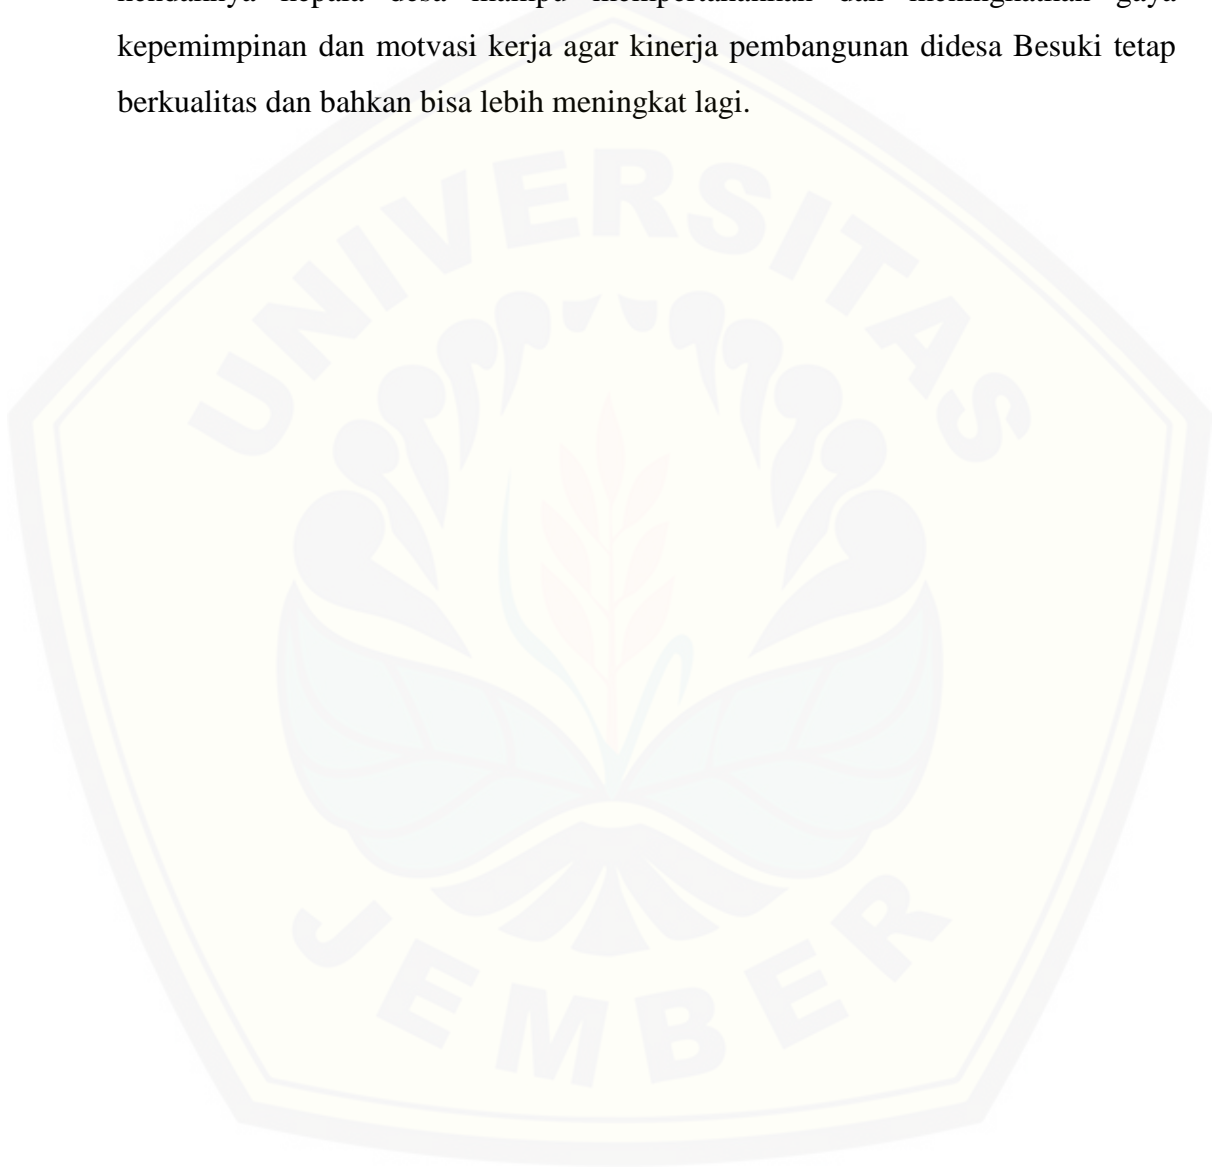 kepemimpinan dan motvasi kerja agar kinerja pembangunan didesa Besuki tetap
berkualitas dan bahkan bisa lebih meningkat lagi.
UNIVERSITAS
JEMBER